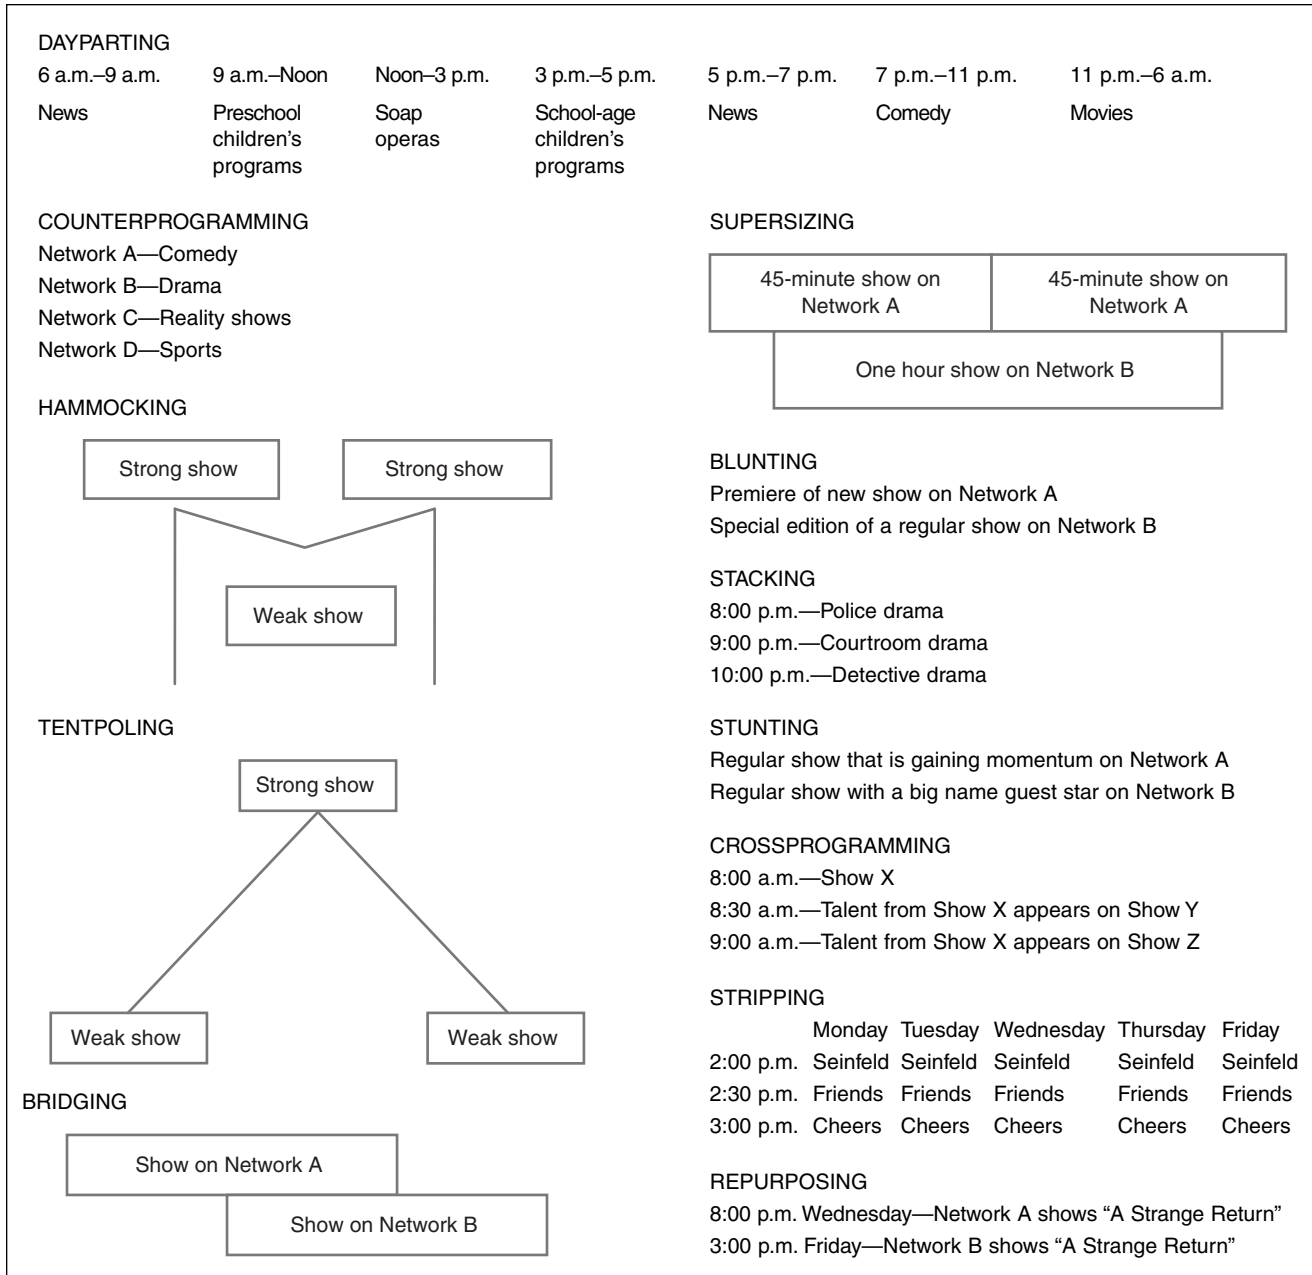 DAYPARTING
6 a.m.–9 a.m. 9 a.m.–Noon Noon–3 p.m. 3 p.m.–5 p.m. 5 p.m.–7 p.m. 7 p.m.–11 p.m. 11 p.m.–6 a.m.
News Preschool Soap School-age News Comedy Movies
children’s operas children’s
programs programs
COUNTERPROGRAMMING
Network A—Comedy
Network B—Drama
Network C—Reality shows
Network D—Sports
HAMMOCKING
Strong show Strong show
Weak show
TENTPOLING
Strong show
Weak show Weak show
BRIDGING
Show on Network A
Show on Network B
SUPERSIZING
45-minute show on 45-minute show on
Network A Network A
One hour show on Network B
BLUNTING
Premiere of new show on Network A
Special edition of a regular show on Network B
STACKING
8:00 p.m.—Police drama
9:00 p.m.—Courtroom drama
10:00 p.m.—Detective drama
STUNTING
Regular show that is gaining momentum on Network A
Regular show with a big name guest star on Network B
CROSSPROGRAMMING
8:00 a.m.—Show X
8:30 a.m.—Talent from Show X appears on Show Y
9:00 a.m.—Talent from Show X appears on Show Z
STRIPPING
Monday Tuesday Wednesday Thursday Friday
2:00 p.m. Seinfeld Seinfeld Seinfeld Seinfeld Seinfeld
2:30 p.m. Friends Friends Friends Friends Friends
3:00 p.m. Cheers Cheers Cheers Cheers Cheers
REPURPOSING
8:00 p.m. Wednesday—Network A shows “A Strange Return”
3:00 p.m. Friday—Network B shows “A Strange Return”